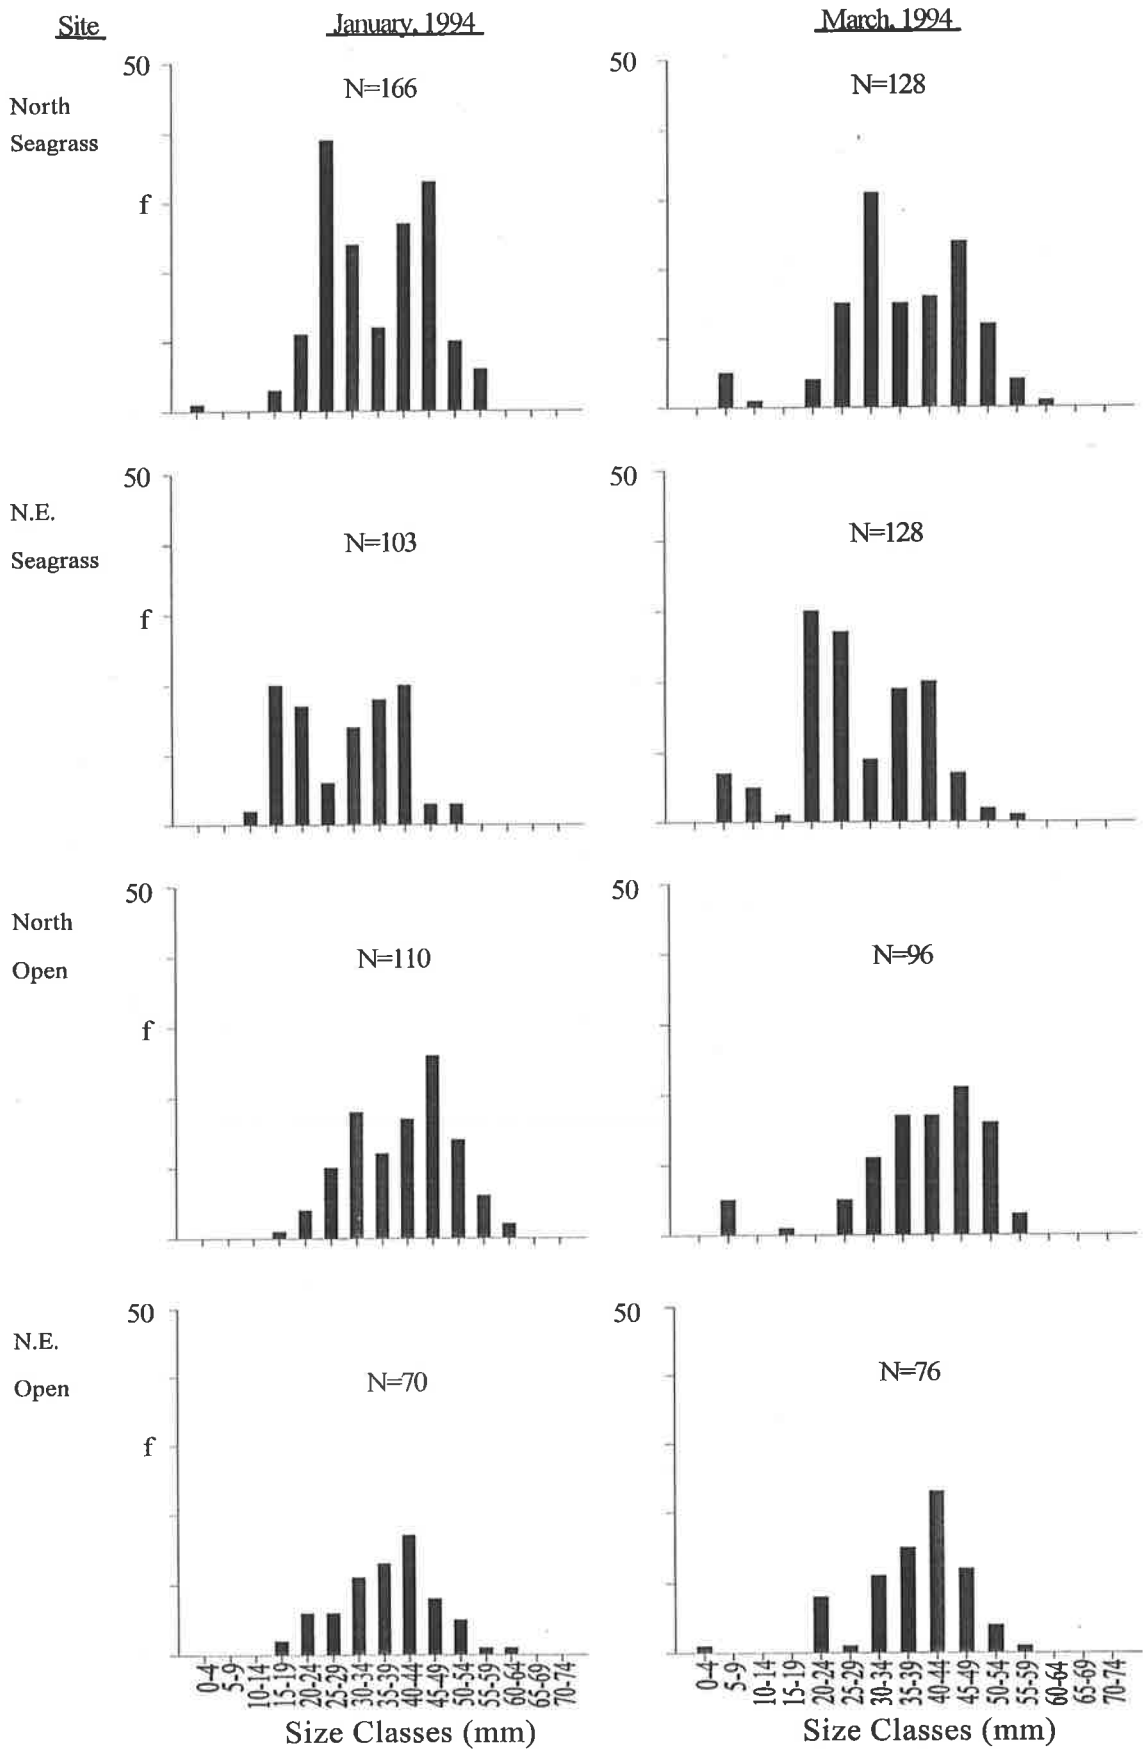 Site January, 1994 March, 1994
50 50
N=166 N=128
North
Seagrass
f
50 50
N.E.
N=103 N=128
Seagrass
f
50 50
North
N=110 N=96
Open
f
50 50
N.E.
N=70 N=76
Open
f
0-4 5-9 10-14 15-19 20-24 25-29 30-34 35-39 40-44 45-49 50-54 55-59 60-64 65-69 70-74 0-4 5-9 10-14 15-19 20-24 25-29 30-34 35-39 40-44 45-49 50-54 55-59 60-64 65-69 70-74
Size Classes (mm) Size Classes (mm)